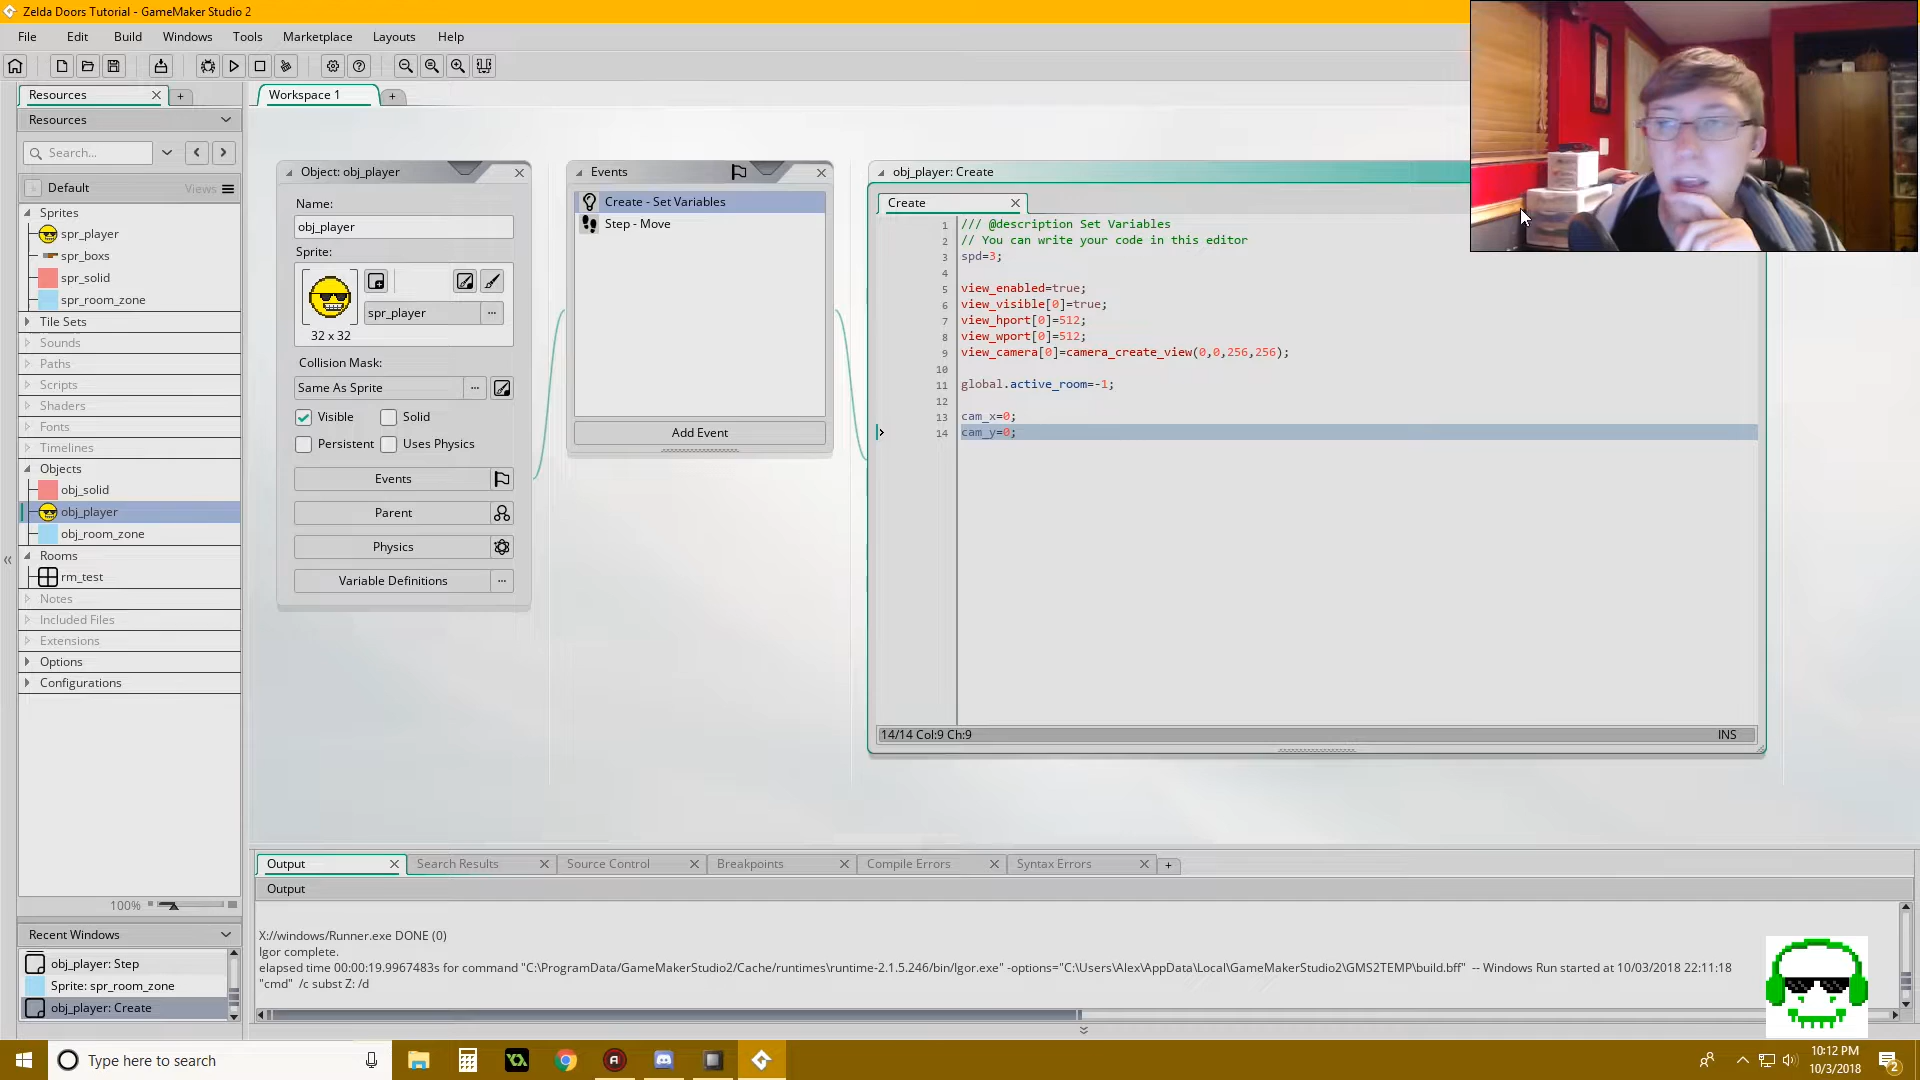 Zelda Doors Tutorial - GameMaker Studio 2
File Edit Build Windows Tools Marketplace Layouts Help
Resources
Workspace 1
Resources
Search...
Default Views
Sprites
spr_player
spr_boxs
spr_solid
spr_room_zone
Tile Sets
Sounds
Paths
Scripts
Shaders
Fonts
Timelines
Objects
obj_solid
obj_player
obj_room_zone
Rooms
rm_test
Notes
Included Files
Extensions
Options
Configurations
100%
Recent Windows
obj_player: Step
Sprite: spr_room_zone
obj_player: Create
Object: obj_player
Name:
obj_player
Sprite:
spr_player
32 x 32
Collision Mask:
Same As Sprite
Visible Solid
Persistent Uses Physics
Events
Parent
Physics
Variable Definitions
Events
Create - Set Variables
Step - Move
Add Event
obj_player: Create
Create
1 /// @description Set Variables
2 // You can write your code in this editor
3 spd=3;
4
5 view_enabled=true;
6 view_visible[0]=true;
7 view_hport[0]=512;
8 view_wport[0]=512;
9 view_camera[0]=camera_create_view(0,0,256,256);
10
11 global.active_room=-1;
12
13 cam_x=0;
14 cam_y=0;
14/14 Col:9 Ch:9 INS
Output Search Results Source Control Breakpoints Compile Errors Syntax Errors
Output
X://windows/Runner.exe DONE (0)
Igor complete.
elapsed time 00:00:19.9967483s for command "C:\ProgramData/GameMakerStudio2/Cache/runtimes\runtime-2.1.5.246/bin/Igor.exe" -options="C:\Users\Alex\AppData\Local\GameMakerStudio2\GMS2TEMP\build.bff" -- Windows Run started at 10/03/2018 22:11:18
"cmd" /c subst Z: /d
Type here to search
10:12 PM
10/3/2018
2